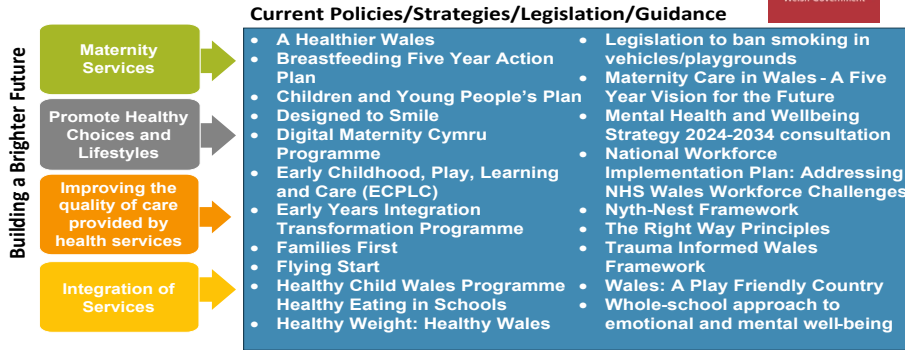 Current Policies/Strategies/Legislation/Guidance
Welsh Government
Building a Brighter Future
Maternity
Services
Promote Healthy
Choices and
Lifestyles
Improving the
quality of care
provided by
health services
Integration of
Services
• A Healthier Wales
• Breastfeeding Five Year Action
Plan
• Children and Young People's Plan
• Designed to Smile
• Digital Maternity Cymru
Programme
• Early Childhood, Play, Learning
and Care (ECPLC)
• Early Years Integration
Transformation Programme
• Families First
• Flying Start
• Healthy Child Wales Programme
Healthy Eating in Schools
• Healthy Weight: Healthy Wales
• Legislation to ban smoking in
vehicles/playgrounds
• Maternity Care in Wales - A Five
Year Vision for the Future
• Mental Health and Wellbeing
Strategy 2024-2034 consultation
• National Workforce
Implementation Plan: Addressing
NHS Wales Workforce Challenges
• Nyth-Nest Framework
• The Right Way Principles
• Trauma Informed Wales
Framework
• Wales: A Play Friendly Country
• Whole-school approach to
emotional and mental well-being